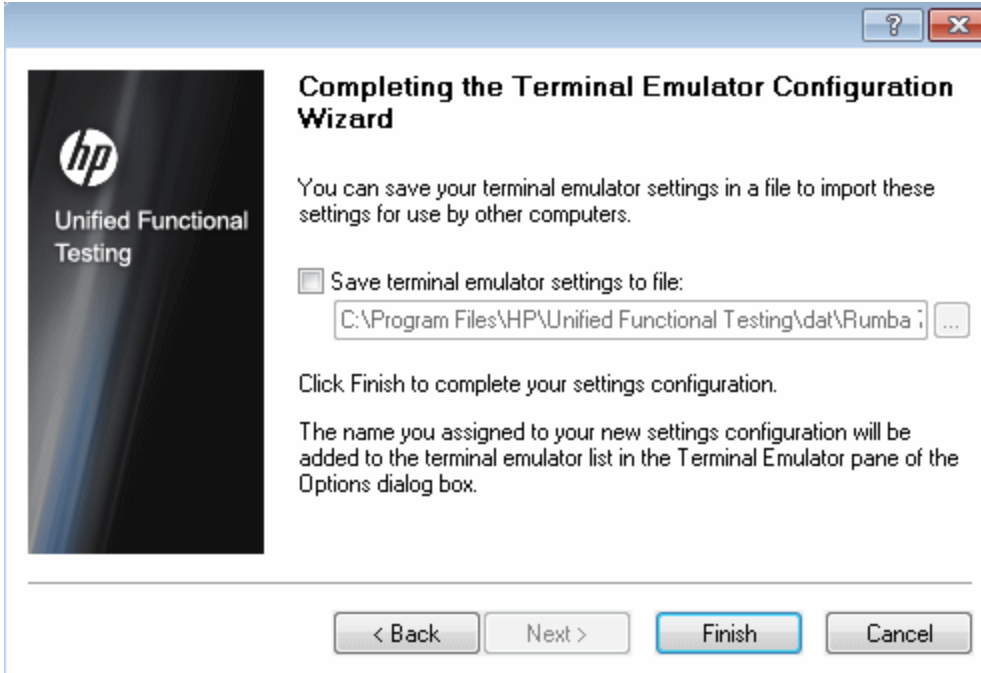 ?
Completing the Terminal Emulator Configuration
Wizard
hp
Unified Functional
Testing
You can save your terminal emulator settings in a file to import these
settings for use by other computers.
Save terminal emulator settings to file:
C:\Program Files\HP\Unified Functional Testing\dat\Rumba
...
Click Finish to complete your settings configuration.
The name you assigned to your new settings configuration will be
added to the terminal emulator list in the Terminal Emulator pane of the
Options dialog box.
< Back
Next >
Finish
Cancel